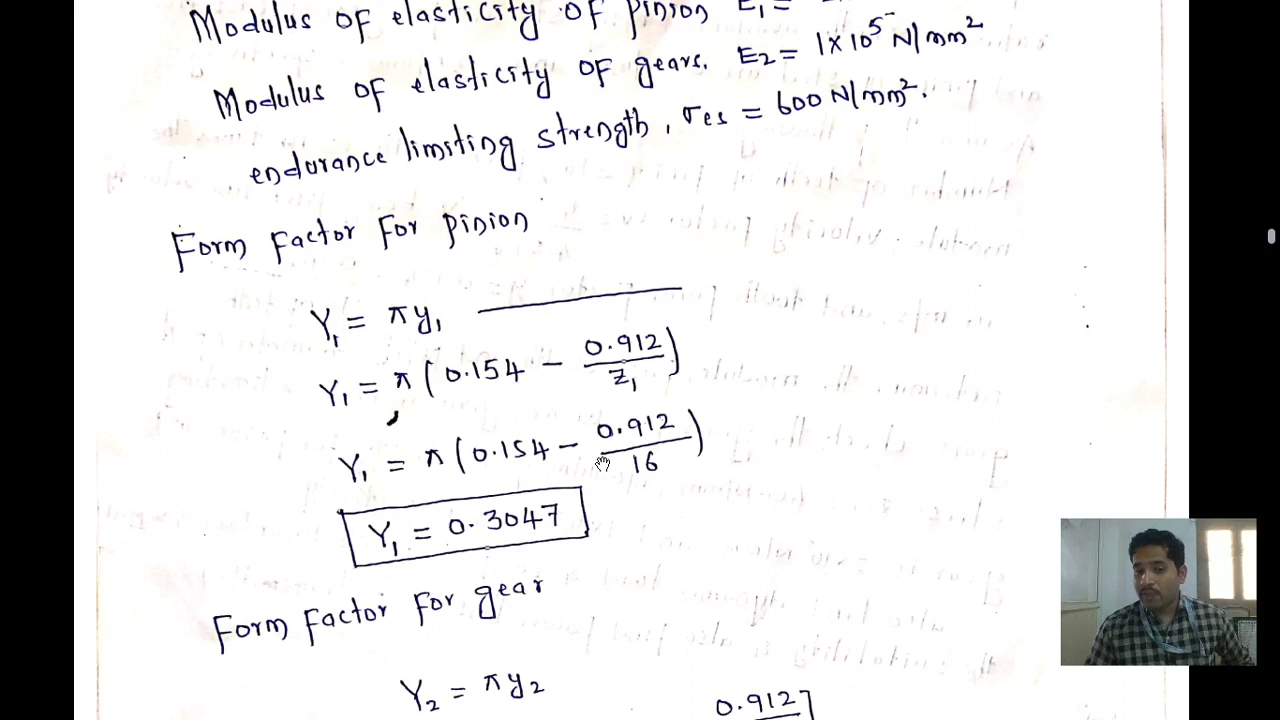 Modulus of elasticity of pinion E₁ =
Modulus of elasticity of gears. E₂ = 1×10⁵ N/mm²
endurance limiting strength, σes = 600 N/mm².
Form Factor For pinion
Y₁ = πy₁
Y₁ = π(0.154 − 0.912/Z₁)
Y₁ = π(0.154 − 0.912/16)
Y₁ = 0.3047
Form Factor For gear
Y₂ = πy₂
0.912